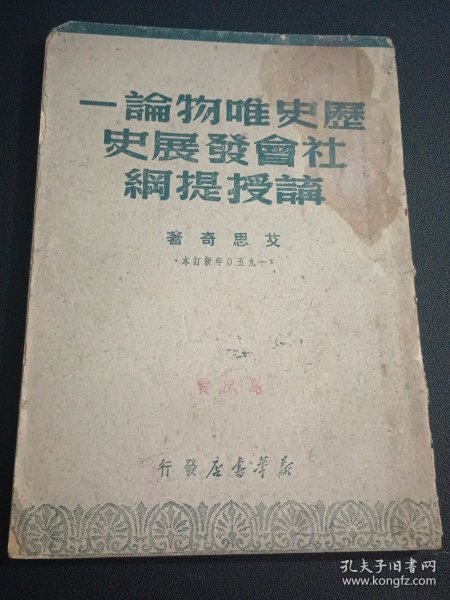 歷史唯物論一
社會發展史
講授提綱
艾思奇著
·一九五〇年新訂本·
新華書店發行
孔夫子旧书网
www.kongfz.com